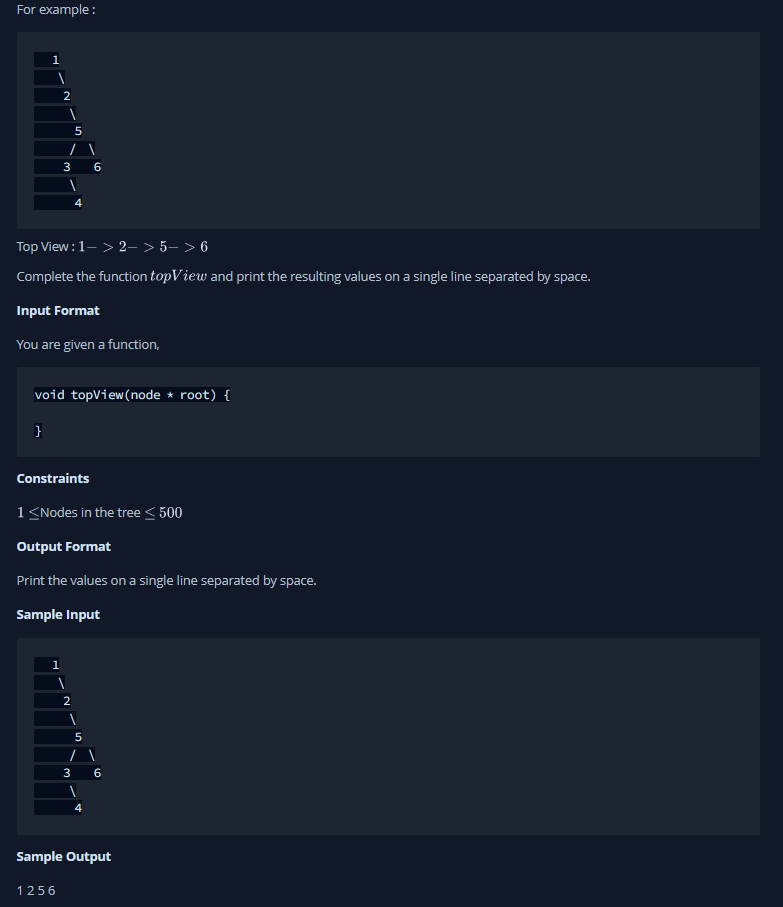 For example :
1
\
2
\
5
/ \
3 6
\
4
Top View : 1− > 2− > 5− > 6
Complete the function topView and print the resulting values on a single line separated by space.
Input Format
You are given a function,
void topView(node * root) {
}
Constraints
1 ≤Nodes in the tree ≤ 500
Output Format
Print the values on a single line separated by space.
Sample Input
1
\
2
\
5
/ \
3 6
\
4
Sample Output
1 2 5 6